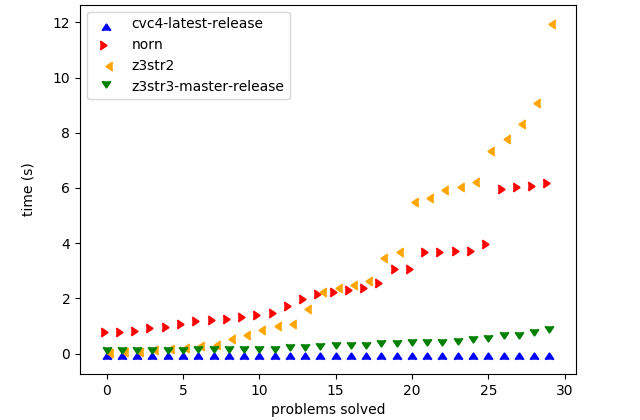 cvc4-latest-release
norn
z3str2
z3str3-master-release
12
10
8
6
4
2
0
time (s)
0 5 10 15 20 25 30
problems solved